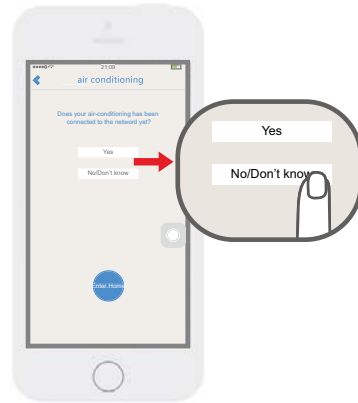 21:09
air conditioning
Does your air-conditioning has been
connected to the netword yet?
Yes
No/Don't know
Enter.Home
Yes
No/Don't know